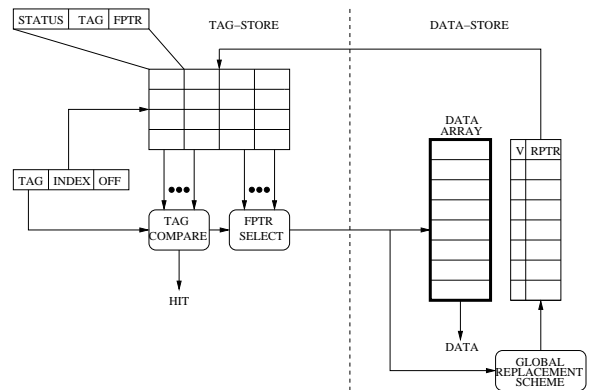 STATUS TAG FPTR
TAG–STORE
DATA–STORE
DATA
ARRAY
V RPTR
TAG INDEX OFF
TAG
COMPARE
FPTR
SELECT
HIT
DATA
GLOBAL
REPLACEMENT
SCHEME